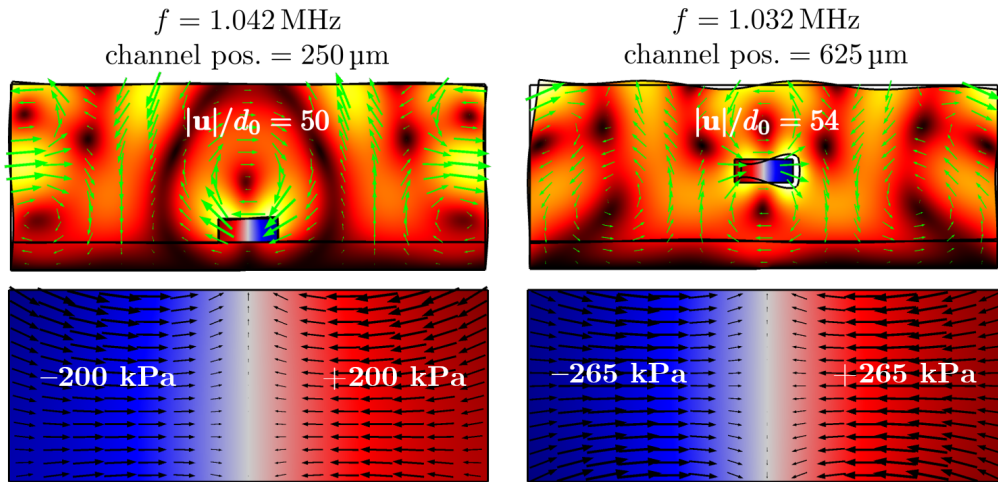 f = 1.042 MHz
channel pos. = 250 µm
|u|/d₀ = 50
–200 kPa
+200 kPa
f = 1.032 MHz
channel pos. = 625 µm
|u|/d₀ = 54
–265 kPa
+265 kPa